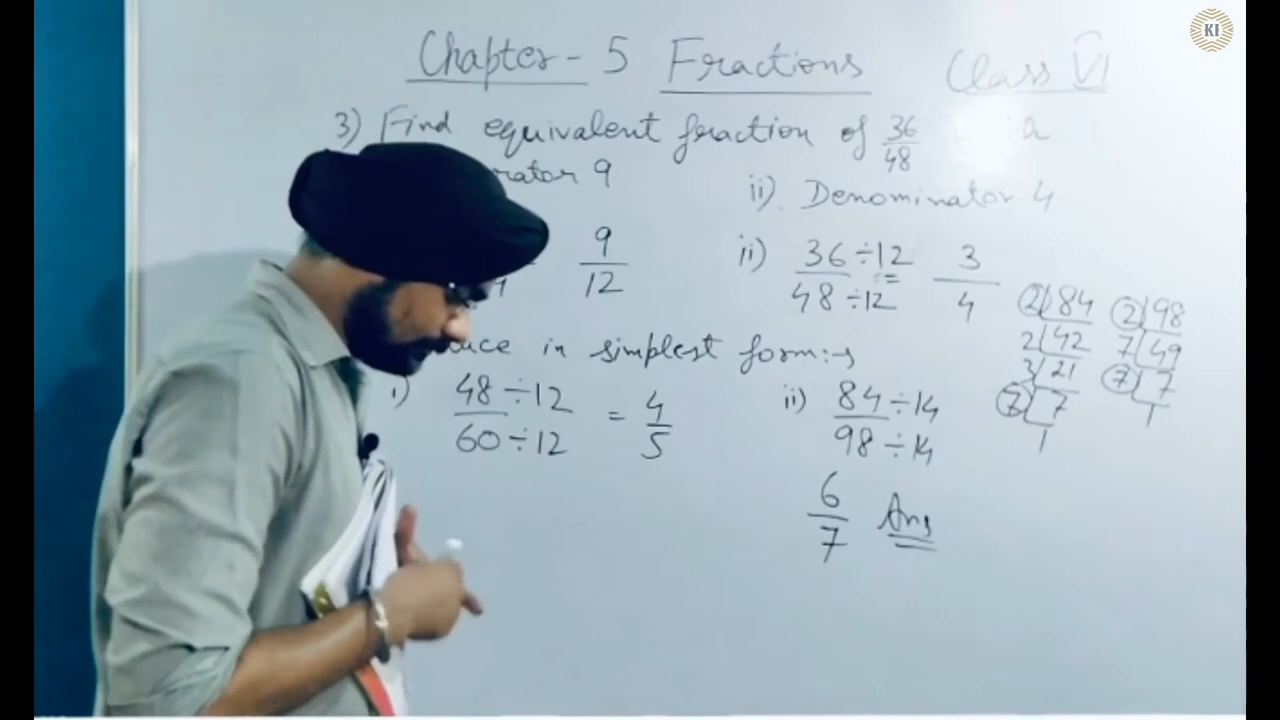 KI
Chapter - 5 Fractions Class VI
3) Find equivalent fraction of 36/48
9 ii). Denominator 4
9/12 ii) 36÷12/48÷12 = 3/4
2|84 2|98
2|42 7|49
3|21 7|7
7|7 1
1
in simplest form:→
i) 48÷12/60÷12 = 4/5 ii) 84÷14/98÷14
6/7 Ans